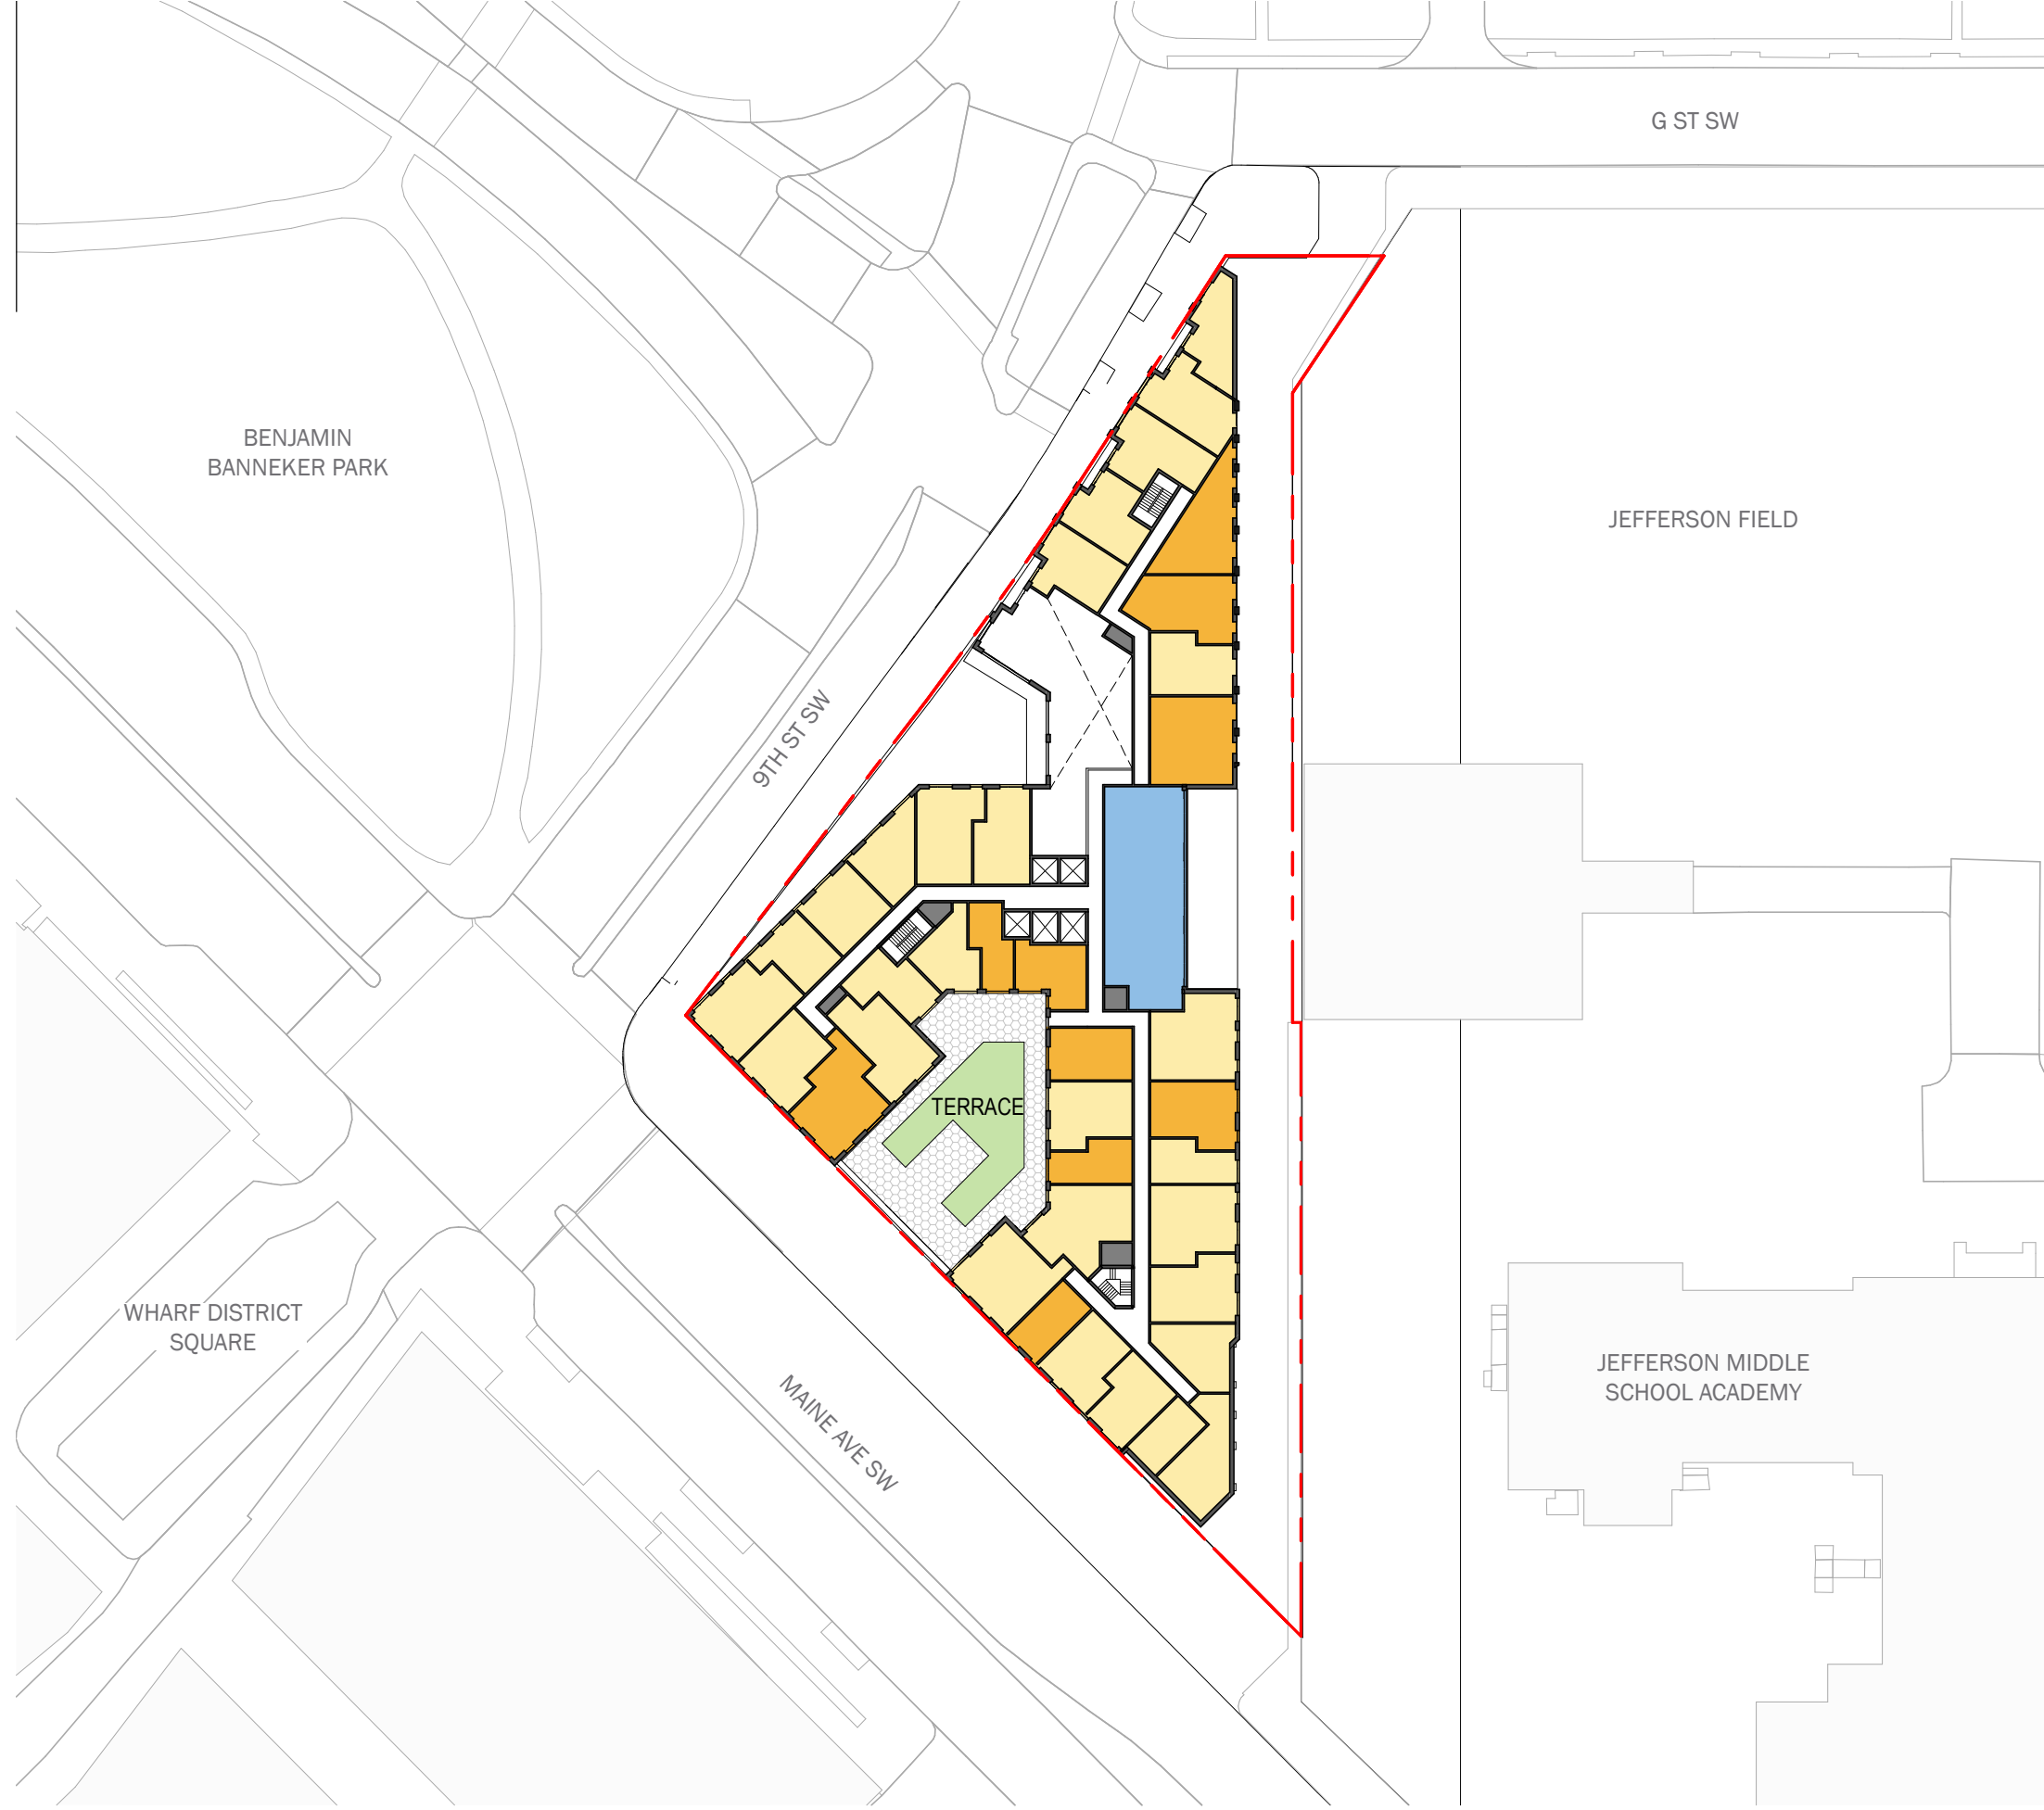 G ST SW
BENJAMIN
BANNEKER PARK
JEFFERSON FIELD
9TH ST SW
TERRACE
WHARF DISTRICT
SQUARE
MAINE AVE SW
JEFFERSON MIDDLE
SCHOOL ACADEMY